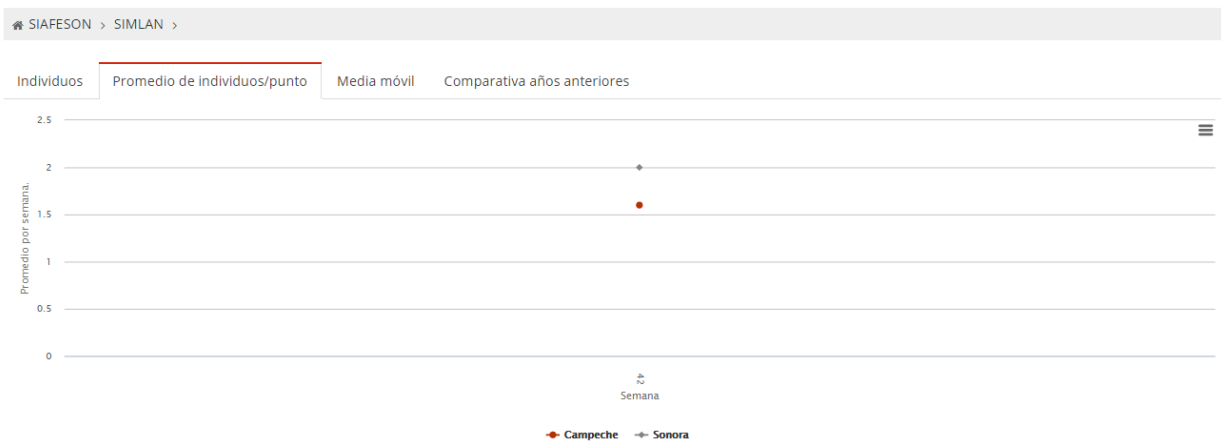 SIAFESON > SIMLAN >
Individuos Promedio de individuos/punto Media móvil Comparativa años anteriores
2.5
2
1.5
1
0.5
0
Promedio por semana.
42
Semana
Campeche Sonora